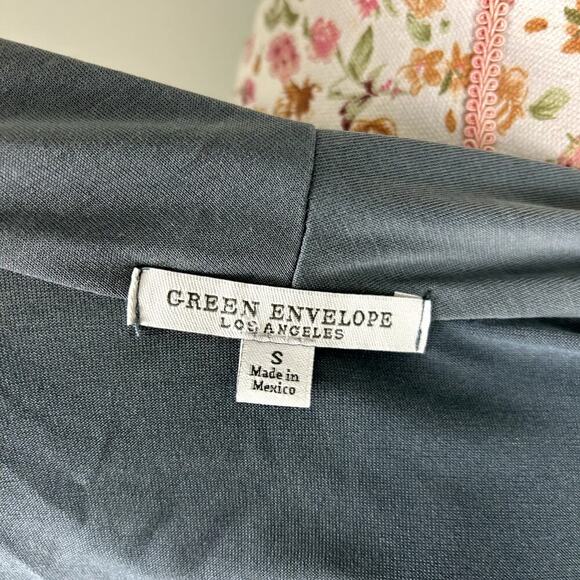 GREEN ENVELOPE
LOS ANGELES
S
Made in
Mexico